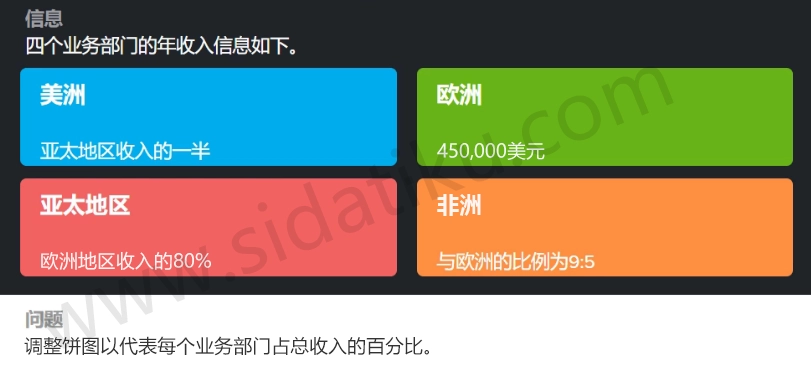 信息
四个业务部门的年收入信息如下。
美洲
亚太地区收入的一半
欧洲
450,000美元
亚太地区
欧洲地区收入的80%
非洲
与欧洲的比例为9:5
问题
调整饼图以代表每个业务部门占总收入的百分比。
www.sidatiku.com